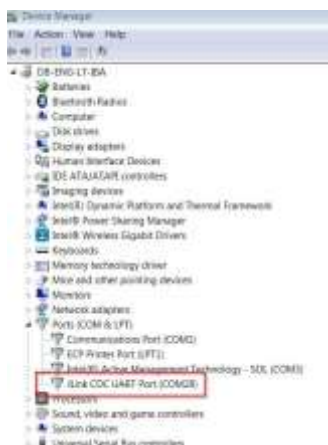 Device Manager
File Action View Help
DB-ENG-LT-IBA
Batteries
Bluetooth Radios
Computer
Disk drives
Display adapters
Human Interface Devices
IDE ATA/ATAPI controllers
Imaging devices
Intel(R) Dynamic Platform and Thermal Framework
Intel® Power Sharing Manager
Intel® Wireless Gigabit Drivers
Keyboards
Memory technology driver
Mice and other pointing devices
Monitors
Network adapters
Ports (COM & LPT)
Communications Port (COM1)
ECP Printer Port (LPT1)
Intel(R) Active Management Technology - SOL (COM3)
JLink CDC UART Port (COM28)
Processors
Sound, video and game controllers
System devices
Universal Serial Bus controllers